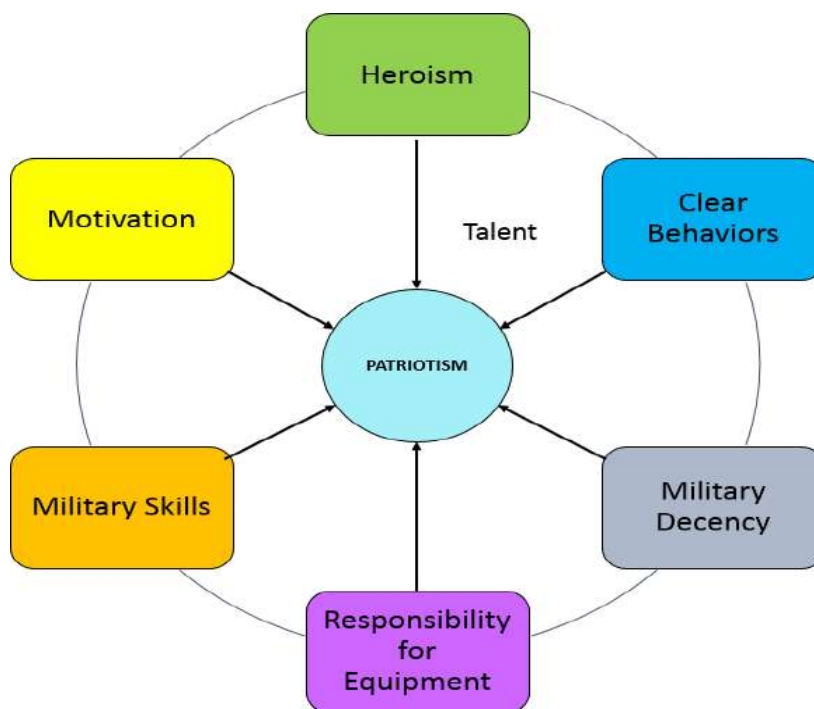 Heroism
Motivation
Clear
Behaviors
Talent
PATRIOTISM
Military Skills
Military
Decency
Responsibility
for
Equipment